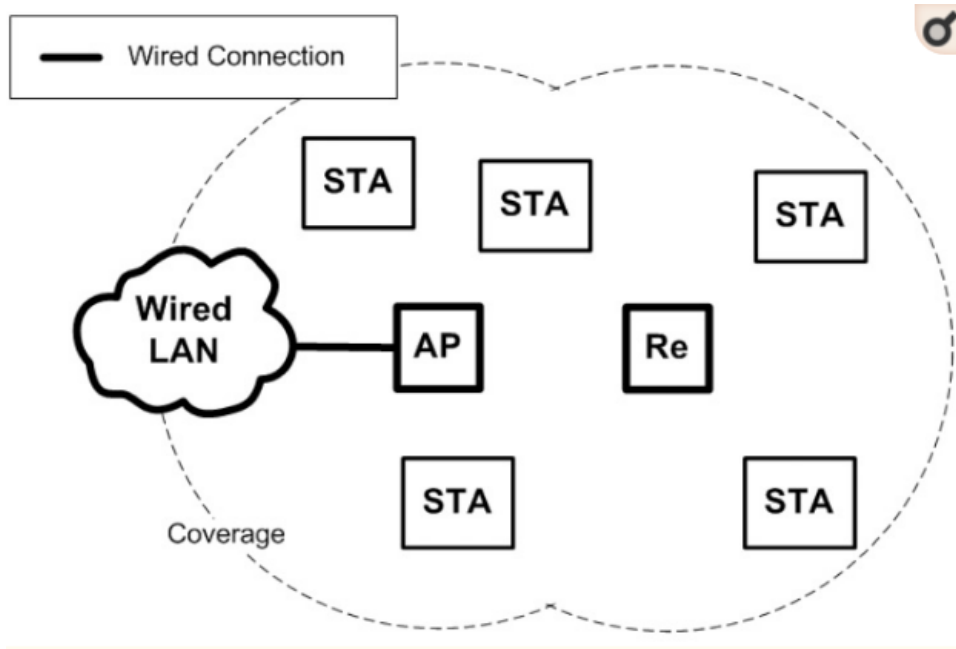 Wired Connection
STA
STA
STA
Wired
LAN
AP
Re
STA
STA
Coverage